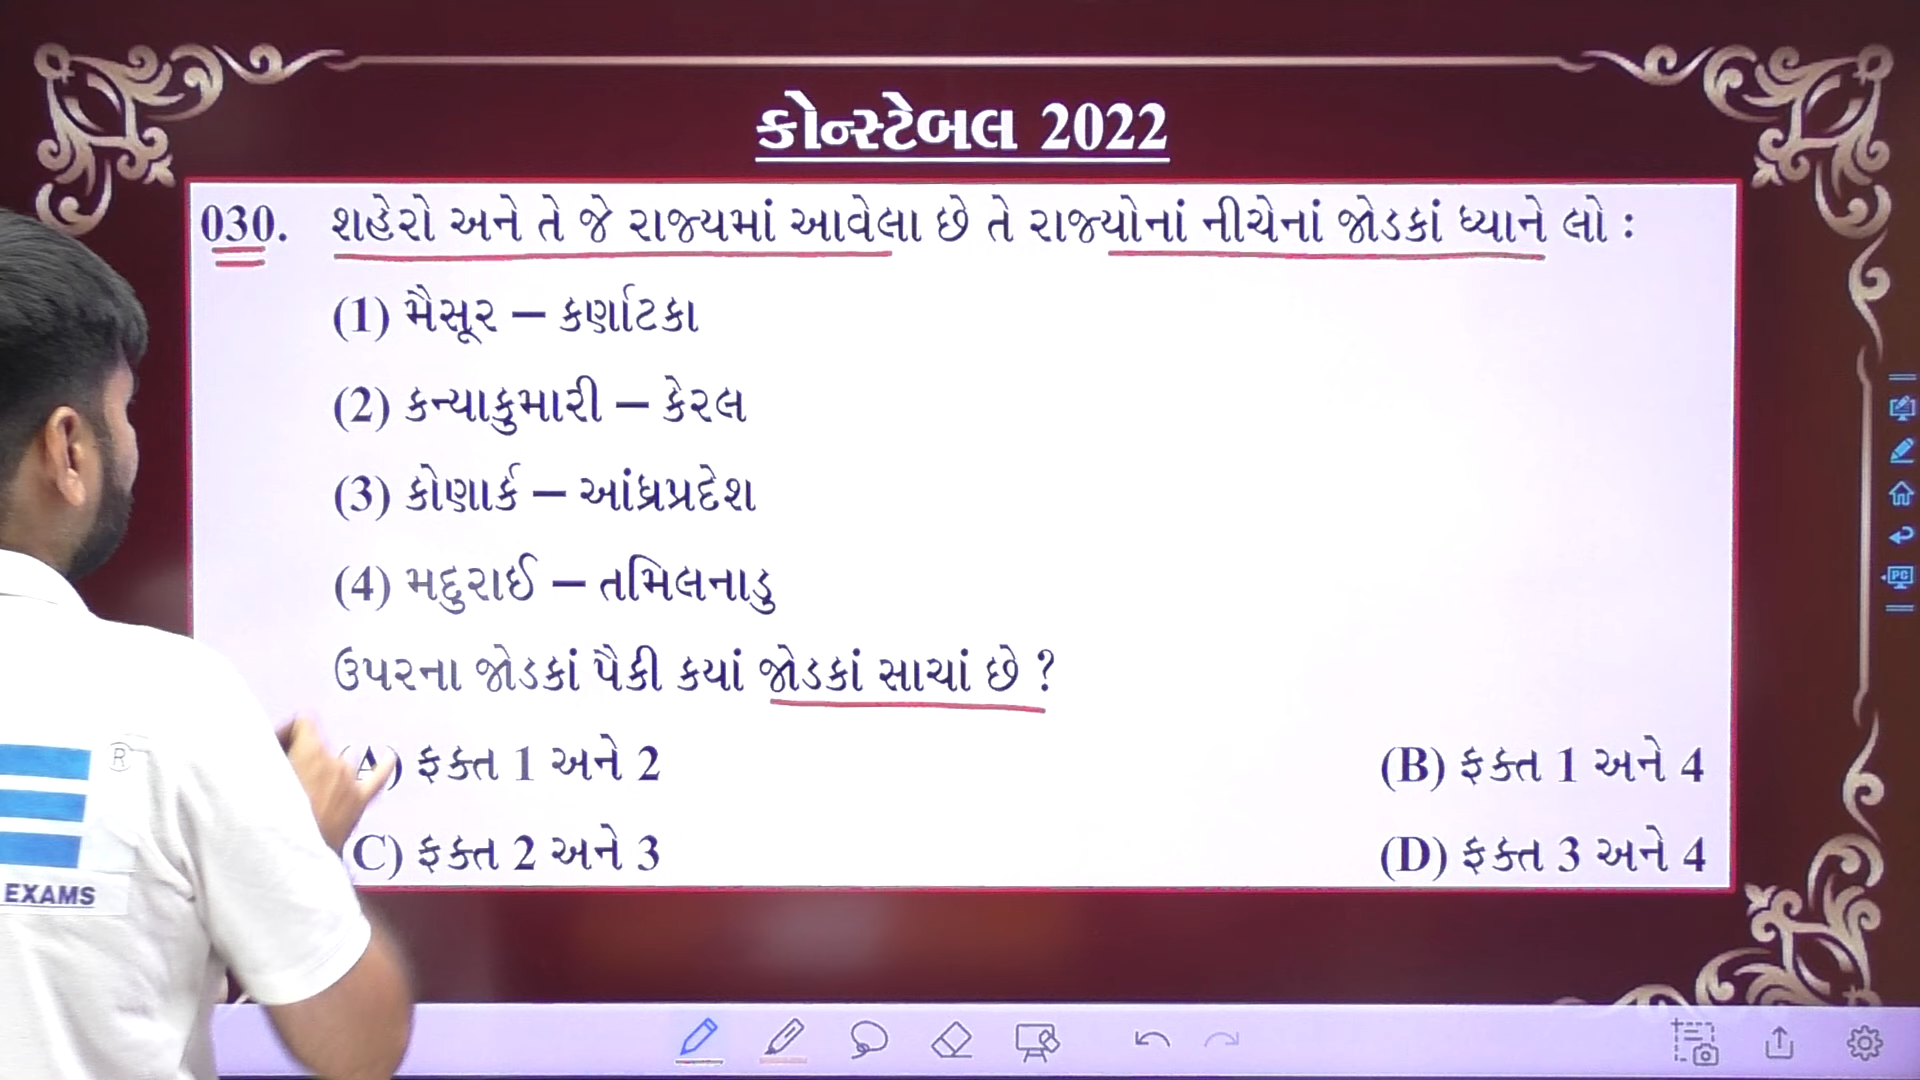 કોન્સ્ટેબલ 2022
030. શહેરો અને તે જે રાજ્યમાં આવેલા છે તે રાજ્યોનાં નીચેનાં જોડકાં ધ્યાને લો :
(1) મૈસૂર – કર્ણાટકા
(2) કન્યાકુમારી – કેરલ
(3) કોણાર્ક – આંધ્રપ્રદેશ
(4) મદુરાઈ – તમિલનાડુ
ઉપરના જોડકાં પૈકી કયાં જોડકાં સાચાં છે ?
(A) ફક્ત 1 અને 2 (B) ફક્ત 1 અને 4
(C) ફક્ત 2 અને 3 (D) ફક્ત 3 અને 4
®
EXAMS
PC